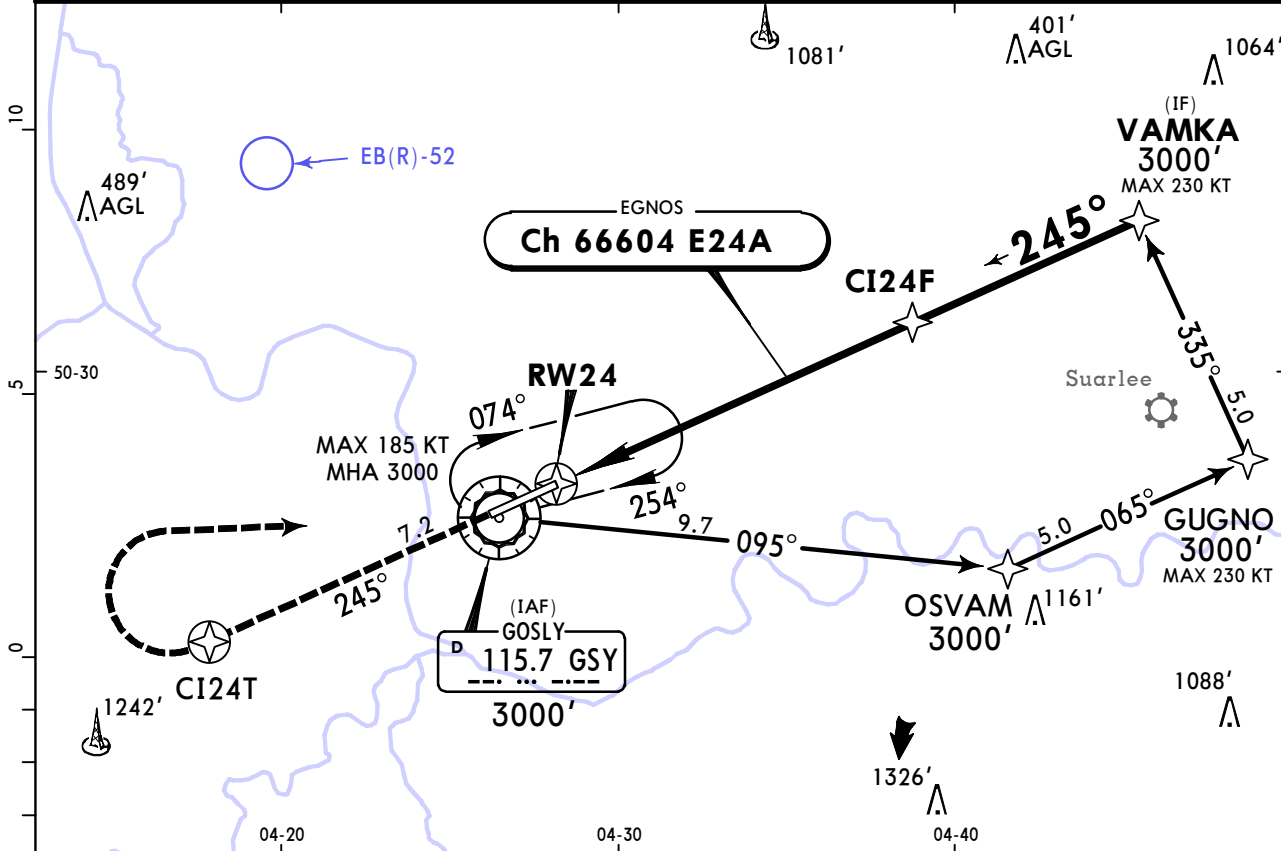 401'
AGL
1081'
1064'
10
(IF)
VAMKA
3000'
MAX 230 KT
EB(R)-52
489'
AGL
EGNOS
Ch 66604 E24A
245°
CI24F
335°
5.0
5
50-30
RW24
Suarlee
074°
MAX 185 KT
MHA 3000
254°
7.2
245°
9.7
095°
5.0
065°
GUGNO
3000'
MAX 230 KT
OSVAM
3000'
1161'
(IAF)
GOSLY
D
115.7 GSY
3000'
0
CI24T
1242'
1088'
1326'
04-20
04-30
04-40